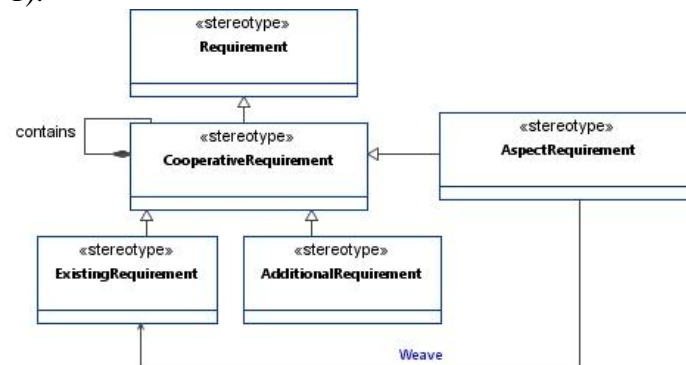 1).
«stereotype»
Requirement
contains
«stereotype»
CooperativeRequirement
«stereotype»
AspectRequirement
«stereotype»
ExistingRequirement
«stereotype»
AdditionalRequirement
Weave